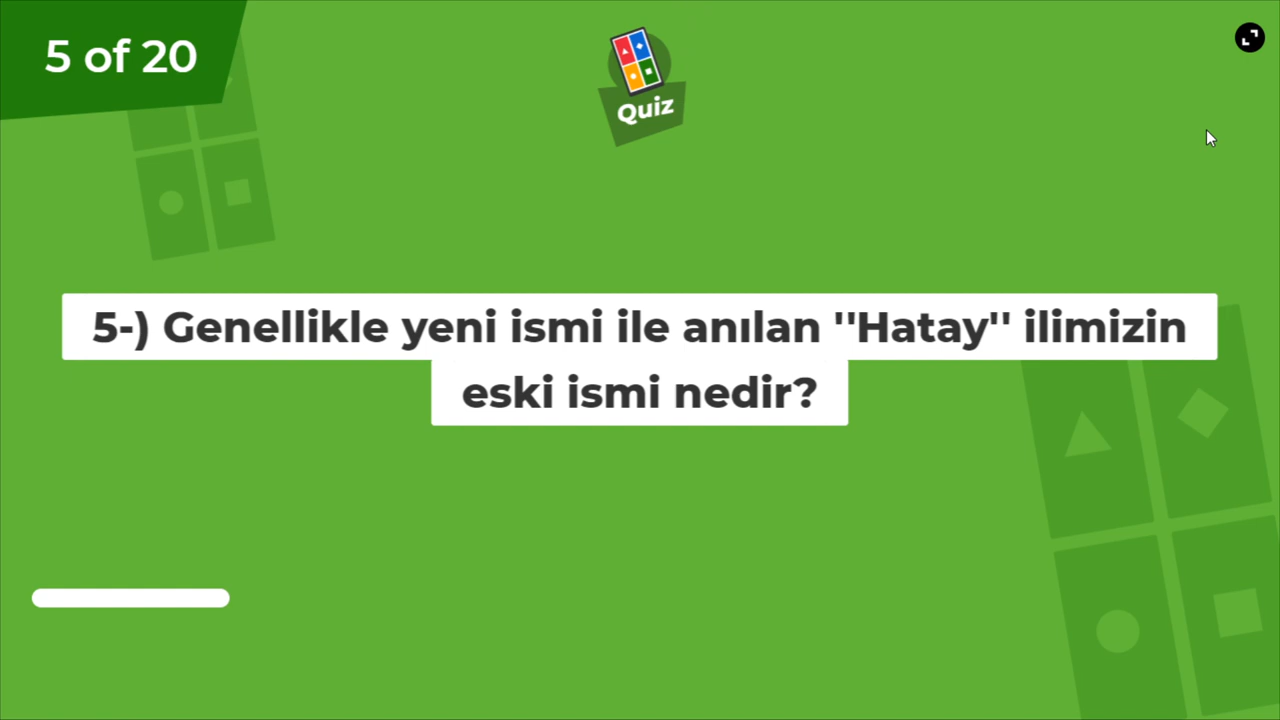 5 of 20
Quiz
5-) Genellikle yeni ismi ile anılan ''Hatay'' ilimizin
eski ismi nedir?